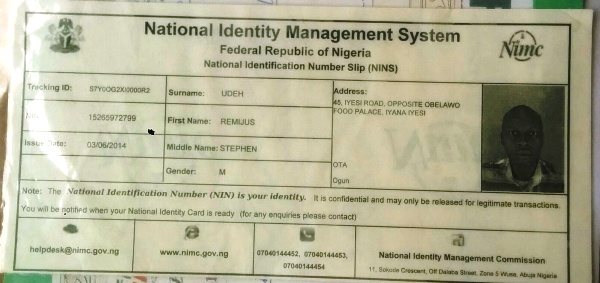 National Identity Management System
Federal Republic of Nigeria
National Identification Number Slip (NINS)
Nimc
Tracking ID: S7Y0OG2XI0000R2
Surname: UDEH
Address:
45, IYESI ROAD, OPPOSITE OBELAWO
FOOD PALACE, IYANA IYESI
15265972799
First Name: REMIJUS
Issue Date: 03/06/2014
Middle Name: STEPHEN
Gender: M
OTA
Ogun
Note: The National Identification Number (NIN) is your identity. It is confidential and may only be released for legitimate transactions.
You will be notified when your National Identity Card is ready (for any enquiries please contact)
helpdesk@nimc.gov.ng
www.nimc.gov.ng
07040144452, 07040144453,
07040144454
National Identity Management Commission
11, Sokode Crescent, Off Dalaba Street, Zone 5 Wuse, Abuja Nigeria